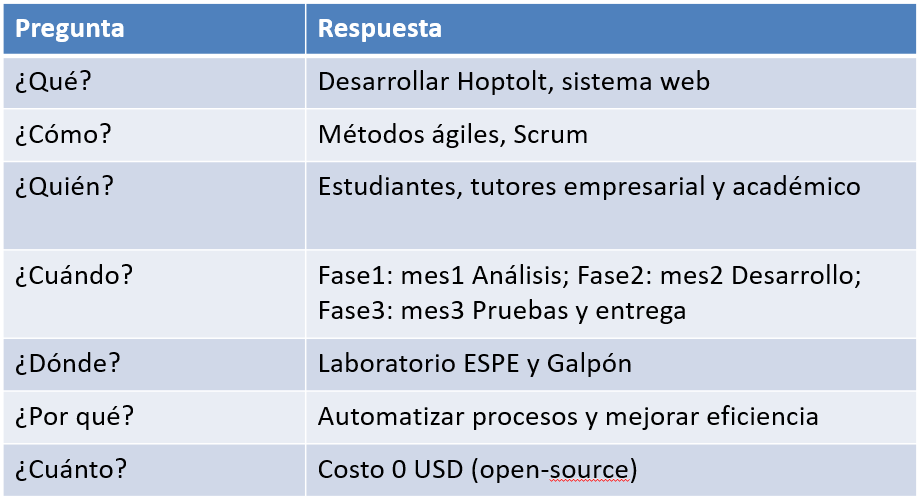 Pregunta
Respuesta
¿Qué?
Desarrollar Hoptolt, sistema web
¿Cómo?
Métodos ágiles, Scrum
¿Quién?
Estudiantes, tutores empresarial y académico
¿Cuándo?
Fase1: mes1 Análisis; Fase2: mes2 Desarrollo;
Fase3: mes3 Pruebas y entrega
¿Dónde?
Laboratorio ESPE y Galpón
¿Por qué?
Automatizar procesos y mejorar eficiencia
¿Cuánto?
Costo 0 USD (open-source)